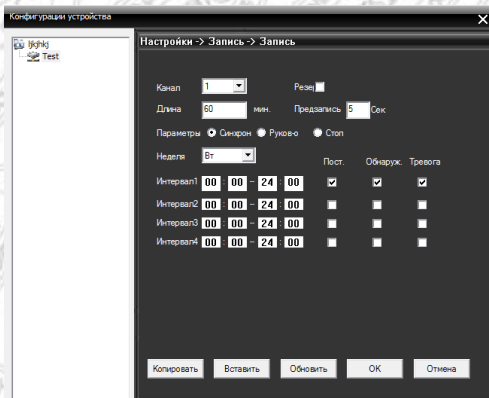 Конфигурации устройства
ljkjhkj
Test
Настройки -> Запись -> Запись
Канал 1 Резер
Длина 60 мин. Предзапись 5 Сек
Параметры Синхрон Руков-о Стоп
Неделя Вт
Пост. Обнаруж. Тревога
Интервал1 00 : 00 - 24 : 00
Интервал2 00 : 00 - 24 : 00
Интервал3 00 : 00 - 24 : 00
Интервал4 00 : 00 - 24 : 00
Копировать Вставить Обновить OK Отмена